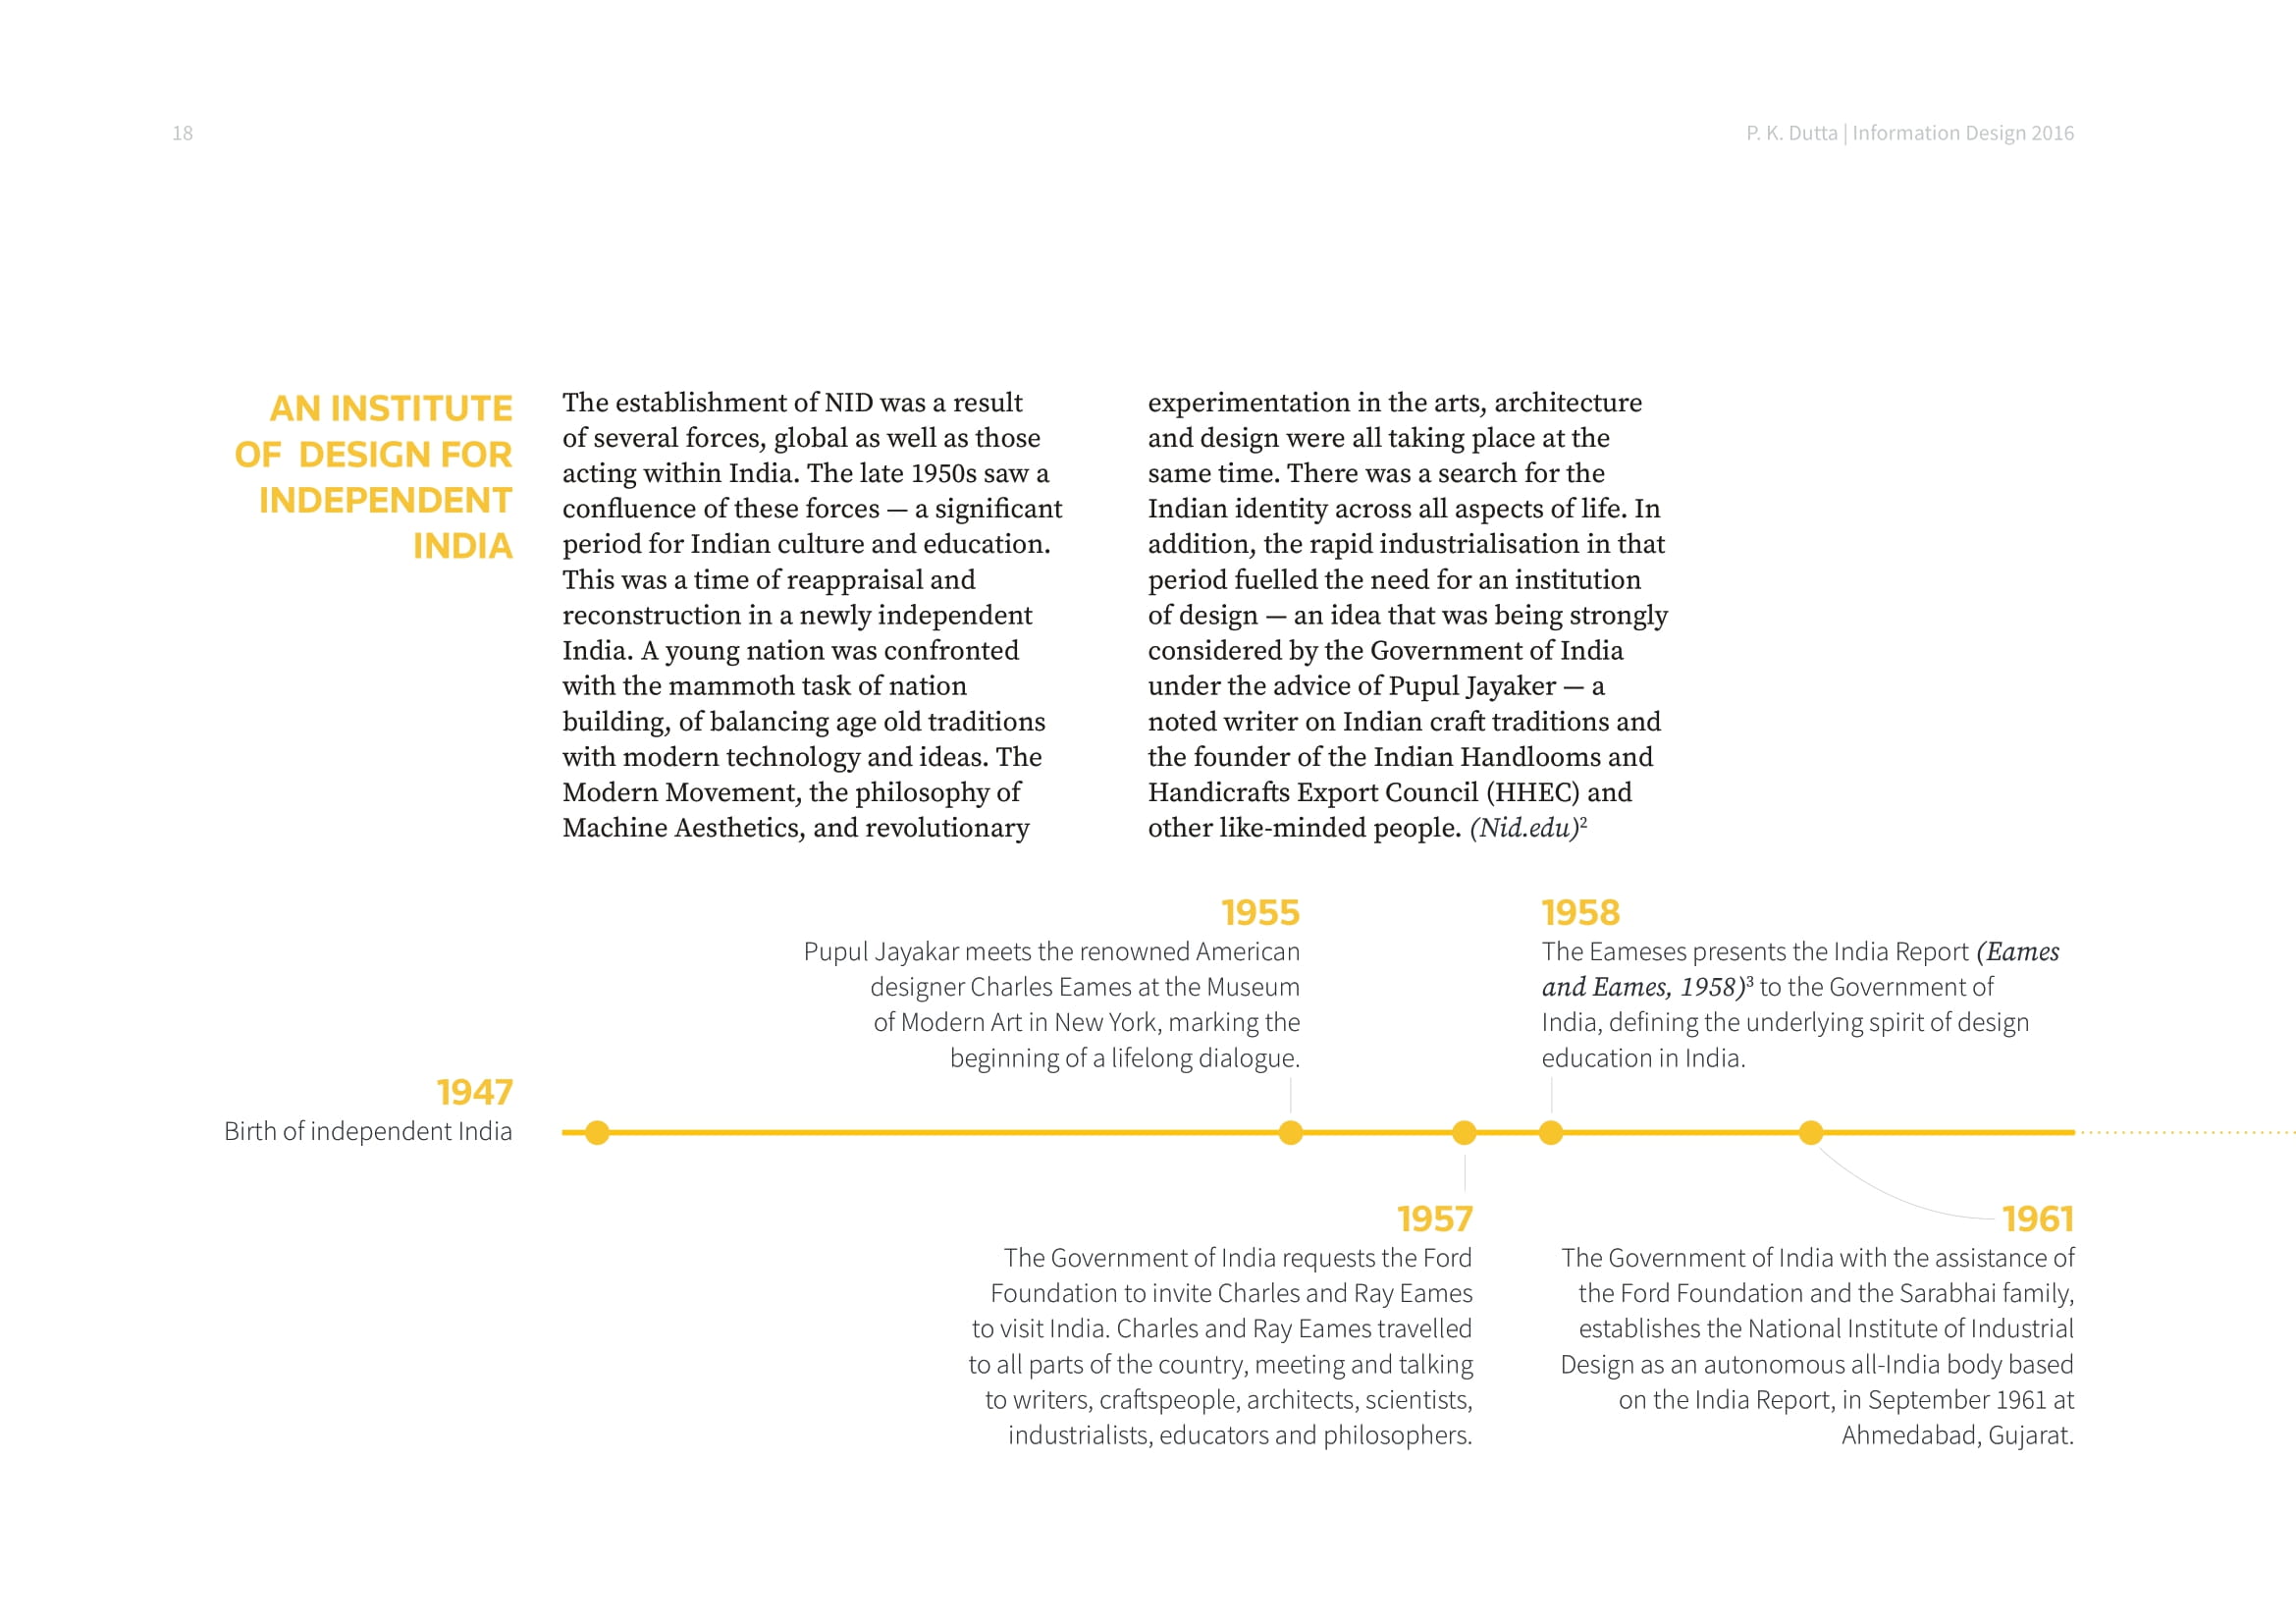 18
P. K. Dutta | Information Design 2016
AN INSTITUTE
OF DESIGN FOR
INDEPENDENT
INDIA
The establishment of NID was a result
of several forces, global as well as those
acting within India. The late 1950s saw a
confluence of these forces — a significant
period for Indian culture and education.
This was a time of reappraisal and
reconstruction in a newly independent
India. A young nation was confronted
with the mammoth task of nation
building, of balancing age old traditions
with modern technology and ideas. The
Modern Movement, the philosophy of
Machine Aesthetics, and revolutionary
experimentation in the arts, architecture
and design were all taking place at the
same time. There was a search for the
Indian identity across all aspects of life. In
addition, the rapid industrialisation in that
period fuelled the need for an institution
of design — an idea that was being strongly
considered by the Government of India
under the advice of Pupul Jayaker — a
noted writer on Indian craft traditions and
the founder of the Indian Handlooms and
Handicrafts Export Council (HHEC) and
other like-minded people. (Nid.edu)²
1947
Birth of independent India
1955
Pupul Jayakar meets the renowned American
designer Charles Eames at the Museum
of Modern Art in New York, marking the
beginning of a lifelong dialogue.
1957
The Government of India requests the Ford
Foundation to invite Charles and Ray Eames
to visit India. Charles and Ray Eames travelled
to all parts of the country, meeting and talking
to writers, craftspeople, architects, scientists,
industrialists, educators and philosophers.
1958
The Eameses presents the India Report (Eames
and Eames, 1958)³ to the Government of
India, defining the underlying spirit of design
education in India.
1961
The Government of India with the assistance of
the Ford Foundation and the Sarabhai family,
establishes the National Institute of Industrial
Design as an autonomous all-India body based
on the India Report, in September 1961 at
Ahmedabad, Gujarat.